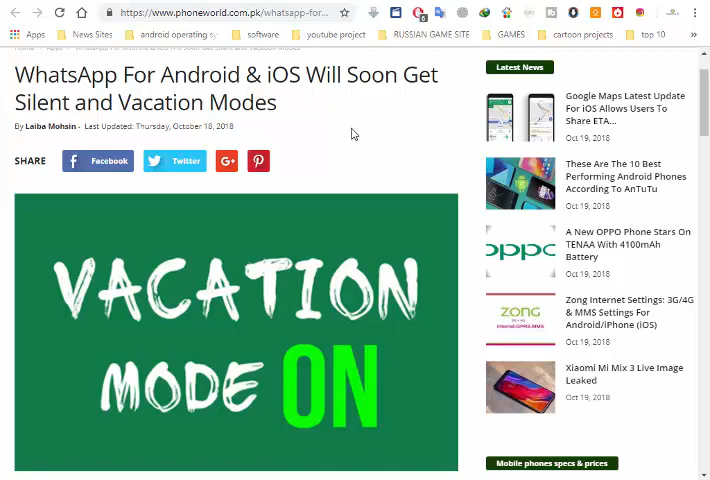 https://www.phoneworld.com.pk/whatsapp-for...
6
Apps News Sites android operating sy software youtube project RUSSIAN GAME SITE GAMES cartoon projects top 10 »
WhatsApp For Android & iOS Will Soon Get
Silent and Vacation Modes
By Laiba Mohsin - Last Updated: Thursday, October 18, 2018
SHARE Facebook Twitter G+
VACATION
MODE ON
Latest News
Google Maps Latest Update
For iOS Allows Users To
Share ETA...
Oct 19, 2018
These Are The 10 Best
Performing Android Phones
According To AnTuTu
Oct 19, 2018
oppo
A New OPPO Phone Stars On
TENAA With 4100mAh
Battery
Oct 19, 2018
ZONG
Zong Internet Settings: 3G/4G
& MMS Settings For
Android/iPhone (iOS)
Oct 19, 2018
Xiaomi Mi Mix 3 Live Image
Leaked
Oct 19, 2018
Mobile phones specs & prices